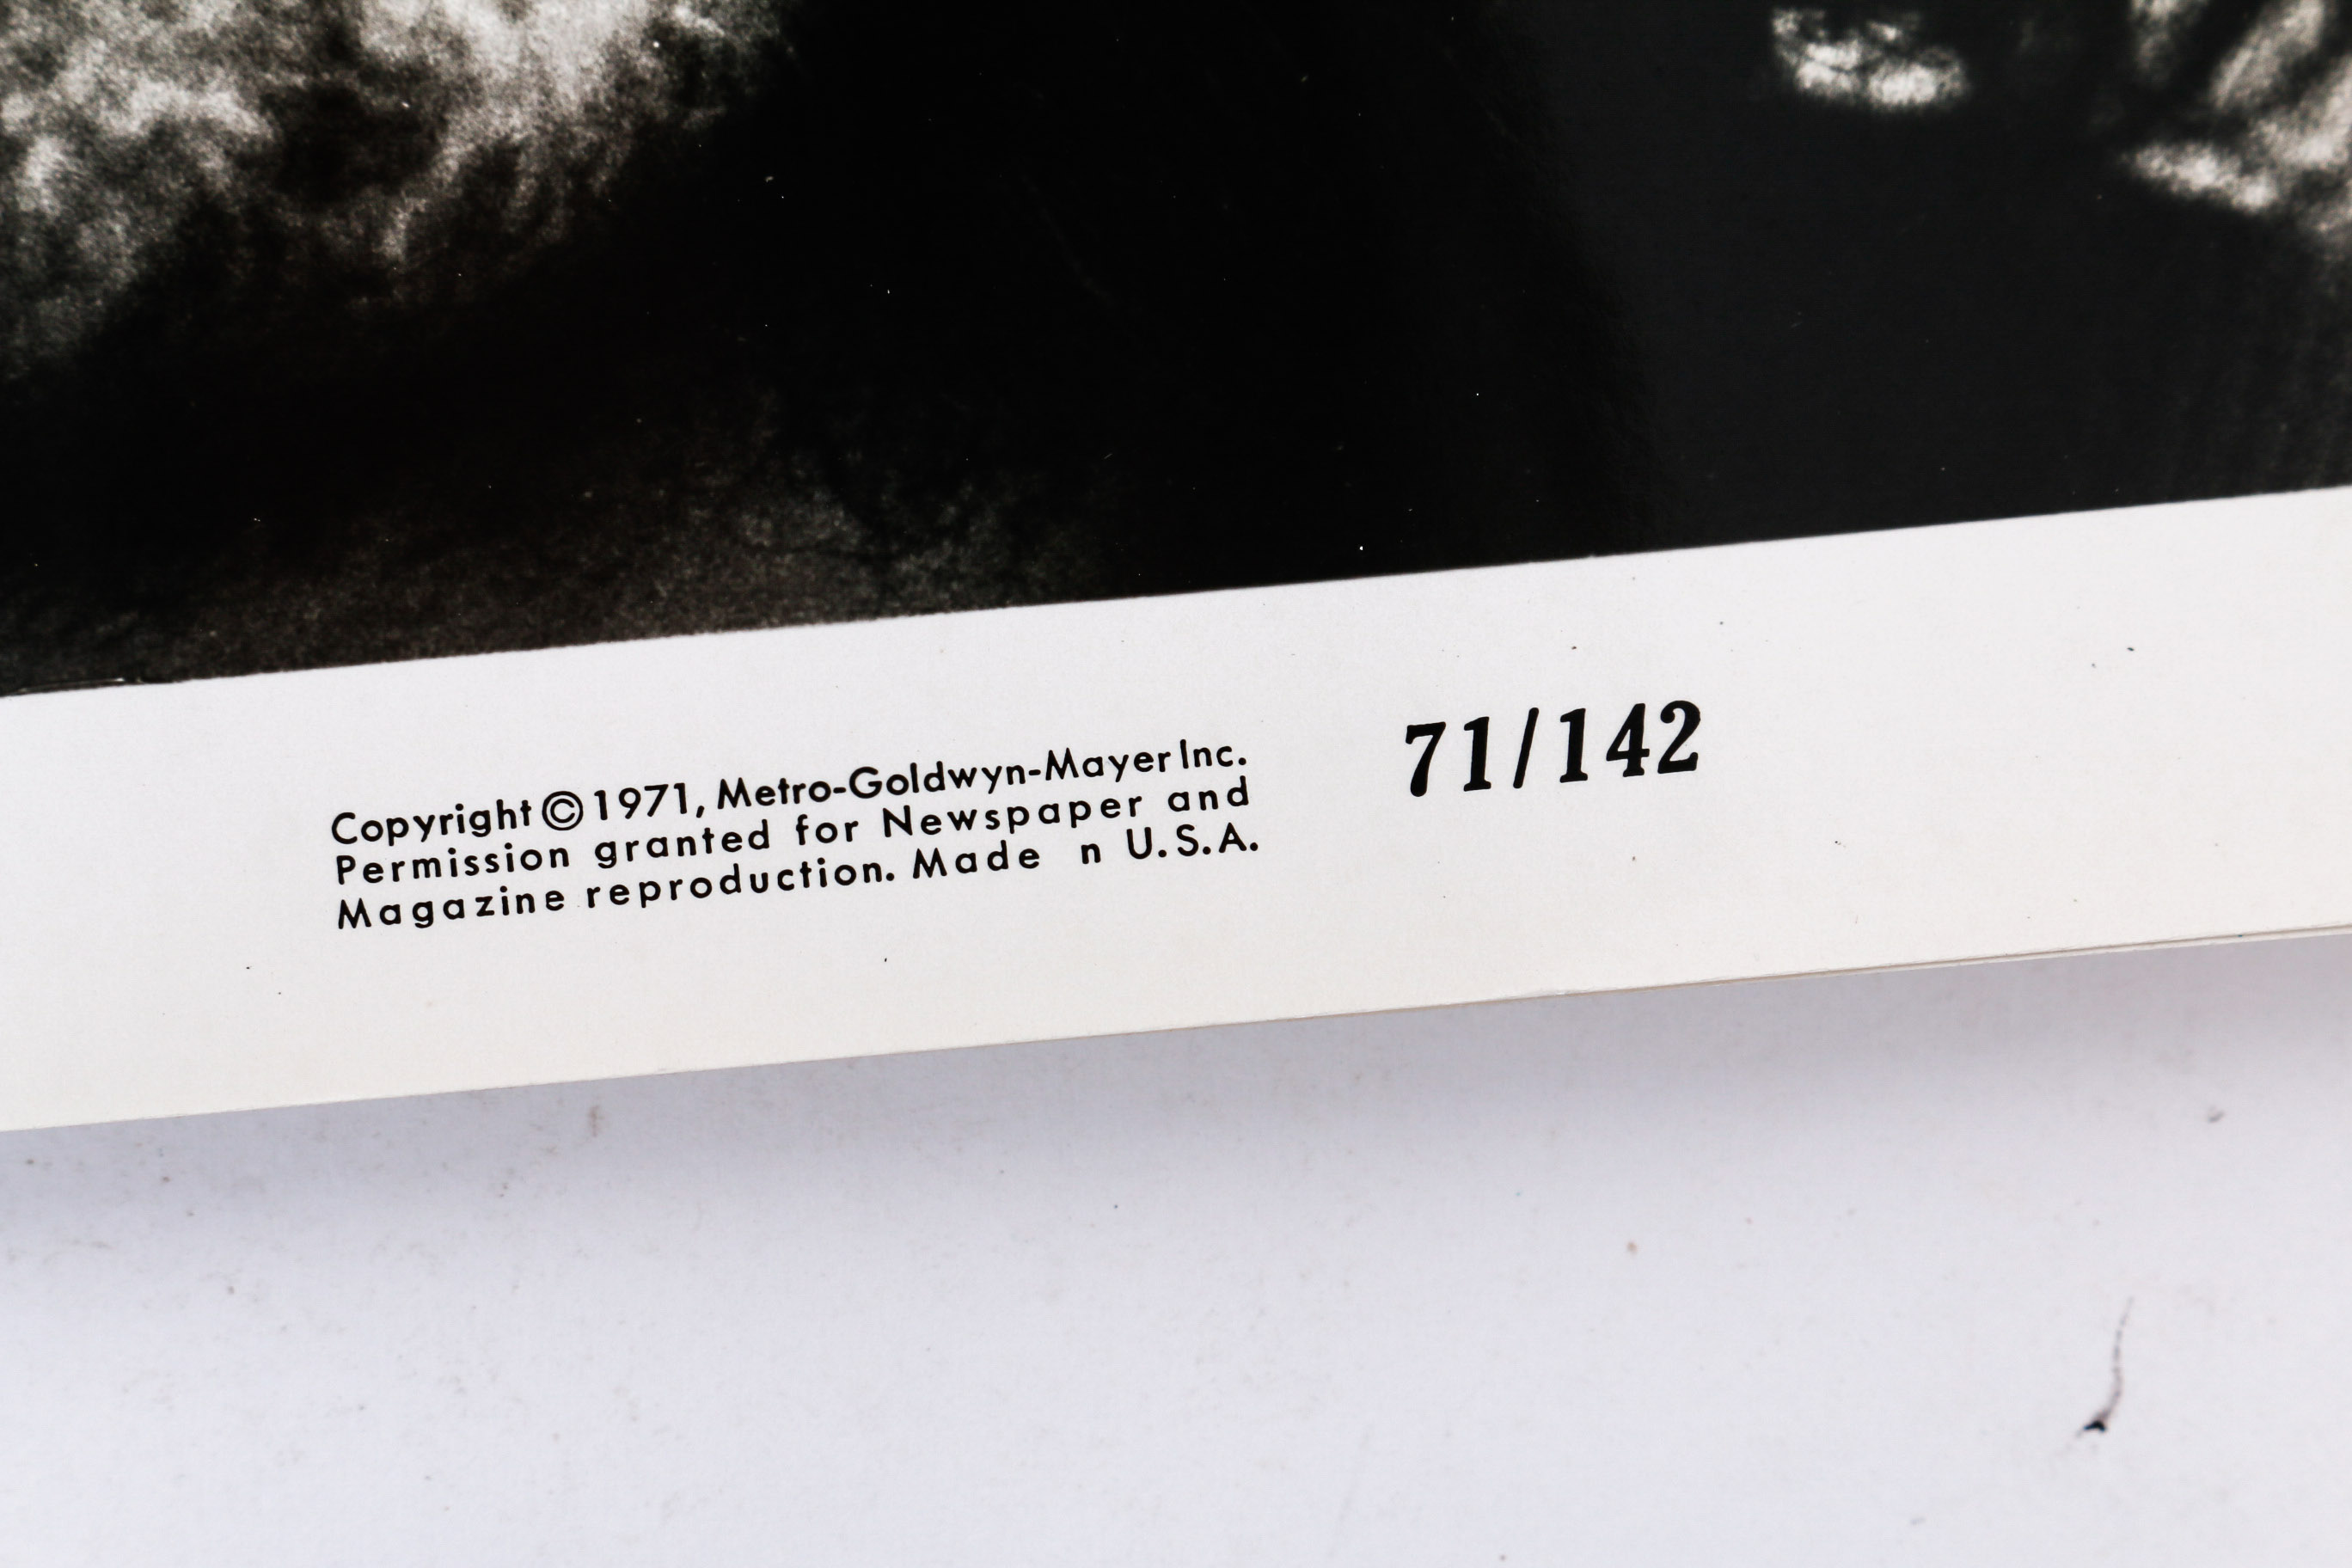 Copyright © 1971, Metro-Goldwyn-Mayer Inc.
Permission granted for Newspaper and
Magazine reproduction. Made n U.S.A.
71/142